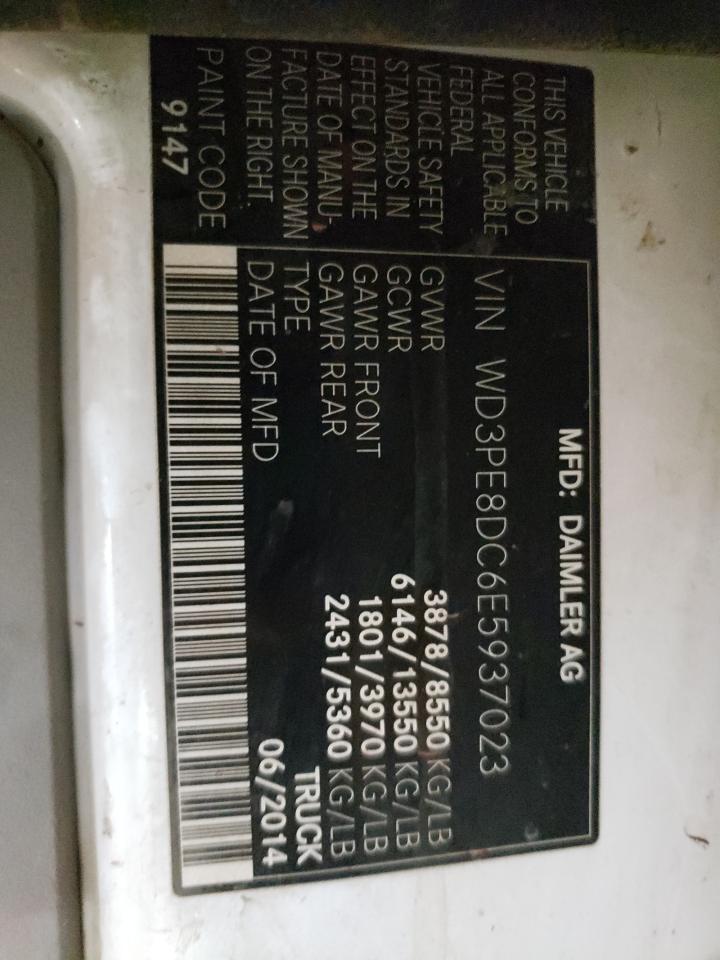 THIS VEHICLE
CONFORMS TO
ALL APPLICABLE
FEDERAL
VEHICLE SAFETY
STANDARDS IN
EFFECT ON THE
DATE OF MANU-
FACTURE SHOWN
ON THE RIGHT
PAINT CODE
9147
MFD: DAIMLER AG
VIN WD3PE8DC6E5937023
GVWR 3878/8550 KG/LB
GCWR 6146/13550 KG/LB
GAWR FRONT 1801/3970 KG/LB
GAWR REAR 2431/5360 KG/LB
TYPE TRUCK
DATE OF MFD 06/2014